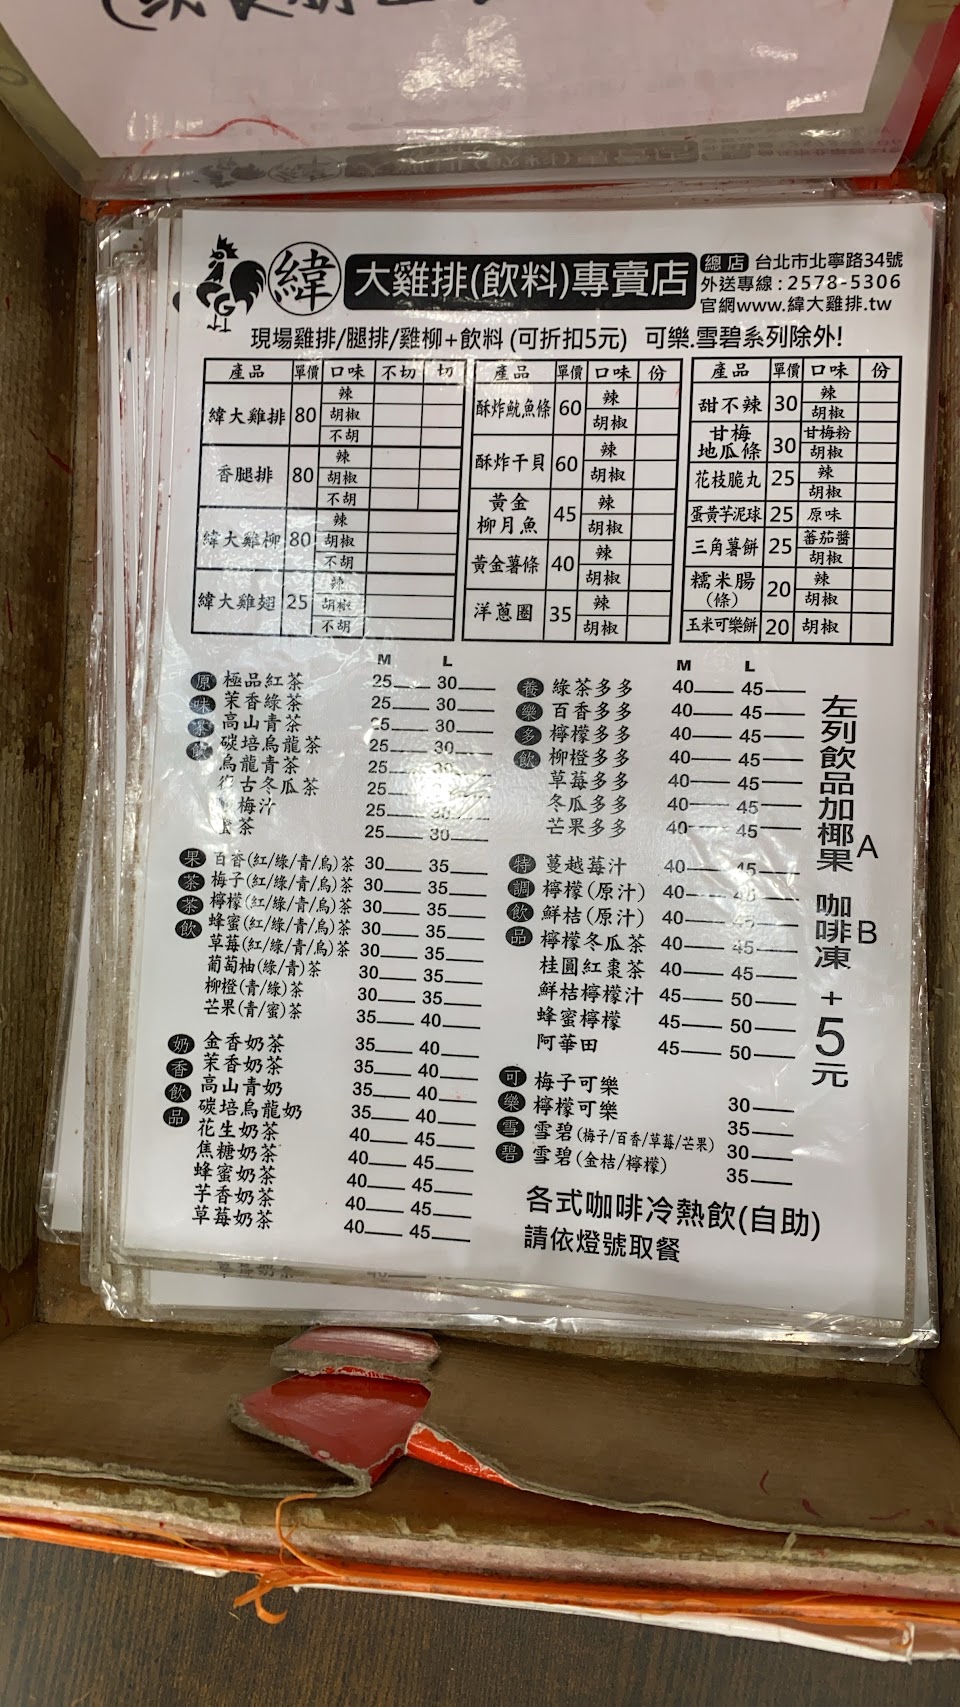 緯 大雞排(飲料)專賣店
總店 台北市北寧路34號
外送專線:2578-5306
官網www.緯大雞排.tw
現場雞排/腿排/雞柳+飲料 (可折扣5元) 可樂.雪碧系列除外!
產品 單價 口味 不切 切
緯大雞排 80 辣
胡椒
不胡
香腿排 80 辣
胡椒
不胡
緯大雞柳 80 辣
胡椒
不胡
緯大雞翅 25 辣
胡椒
不胡
產品 單價 口味 份
酥炸魷魚條 60 辣
胡椒
酥炸干貝 60 辣
胡椒
黃金柳月魚 45 辣
胡椒
黃金薯條 40 辣
胡椒
洋蔥圈 35 辣
胡椒
產品 單價 口味 份
甜不辣 30 辣
胡椒
甘梅地瓜條 30 甘梅粉
胡椒
花枝脆丸 25 辣
胡椒
蛋黃芋泥球 25 原味
三角薯餅 25 蕃茄醬
胡椒
糯米腸(條) 20 辣
胡椒
玉米可樂餅 20 胡椒
M L
原味
極品紅茶 25 30
茉香綠茶 25 30
高山青茶 25 30
碳培烏龍茶 25 30
烏龍青茶 25 30
古冬瓜茶 25 30
梅汁 25 30
茶 25 30
果茶茶飲
百香(紅/綠/青/烏)茶 30 35
梅子(紅/綠/青/烏)茶 30 35
檸檬(紅/綠/青/烏)茶 30 35
蜂蜜(紅/綠/青/烏)茶 30 35
草莓(紅/綠/青/烏)茶 30 35
葡萄柚(綠/青)茶 30 35
柳橙(青/綠)茶 30 35
芒果(青/蜜)茶 35 40
奶香飲品
金香奶茶 35 40
茉香奶茶 35 40
高山青奶 35 40
碳培烏龍奶 35 40
花生奶茶 40 45
焦糖奶茶 40 45
蜂蜜奶茶 40 45
芋香奶茶 40 45
草莓奶茶 40 45
M L
養樂多飲
綠茶多多 40 45
百香多多 40 45
檸檬多多 40 45
柳橙多多 40 45
草莓多多 40 45
冬瓜多多 40 45
芒果多多 40 45
特調飲品
蔓越莓汁 40 45
檸檬(原汁) 40 45
鮮桔(原汁) 40 45
檸檬冬瓜茶 40 45
桂圓紅棗茶 40 45
鮮桔檸檬汁 45 50
蜂蜜檸檬 45 50
阿華田 45 50
可樂雪碧
梅子可樂 30
檸檬可樂 35
雪碧(梅子/百香/草莓/芒果) 30
雪碧(金桔/檸檬) 35
左列飲品加椰果A 咖啡凍B +5元
各式咖啡冷熱飲(自助)
請依燈號取餐
草莓奶茶